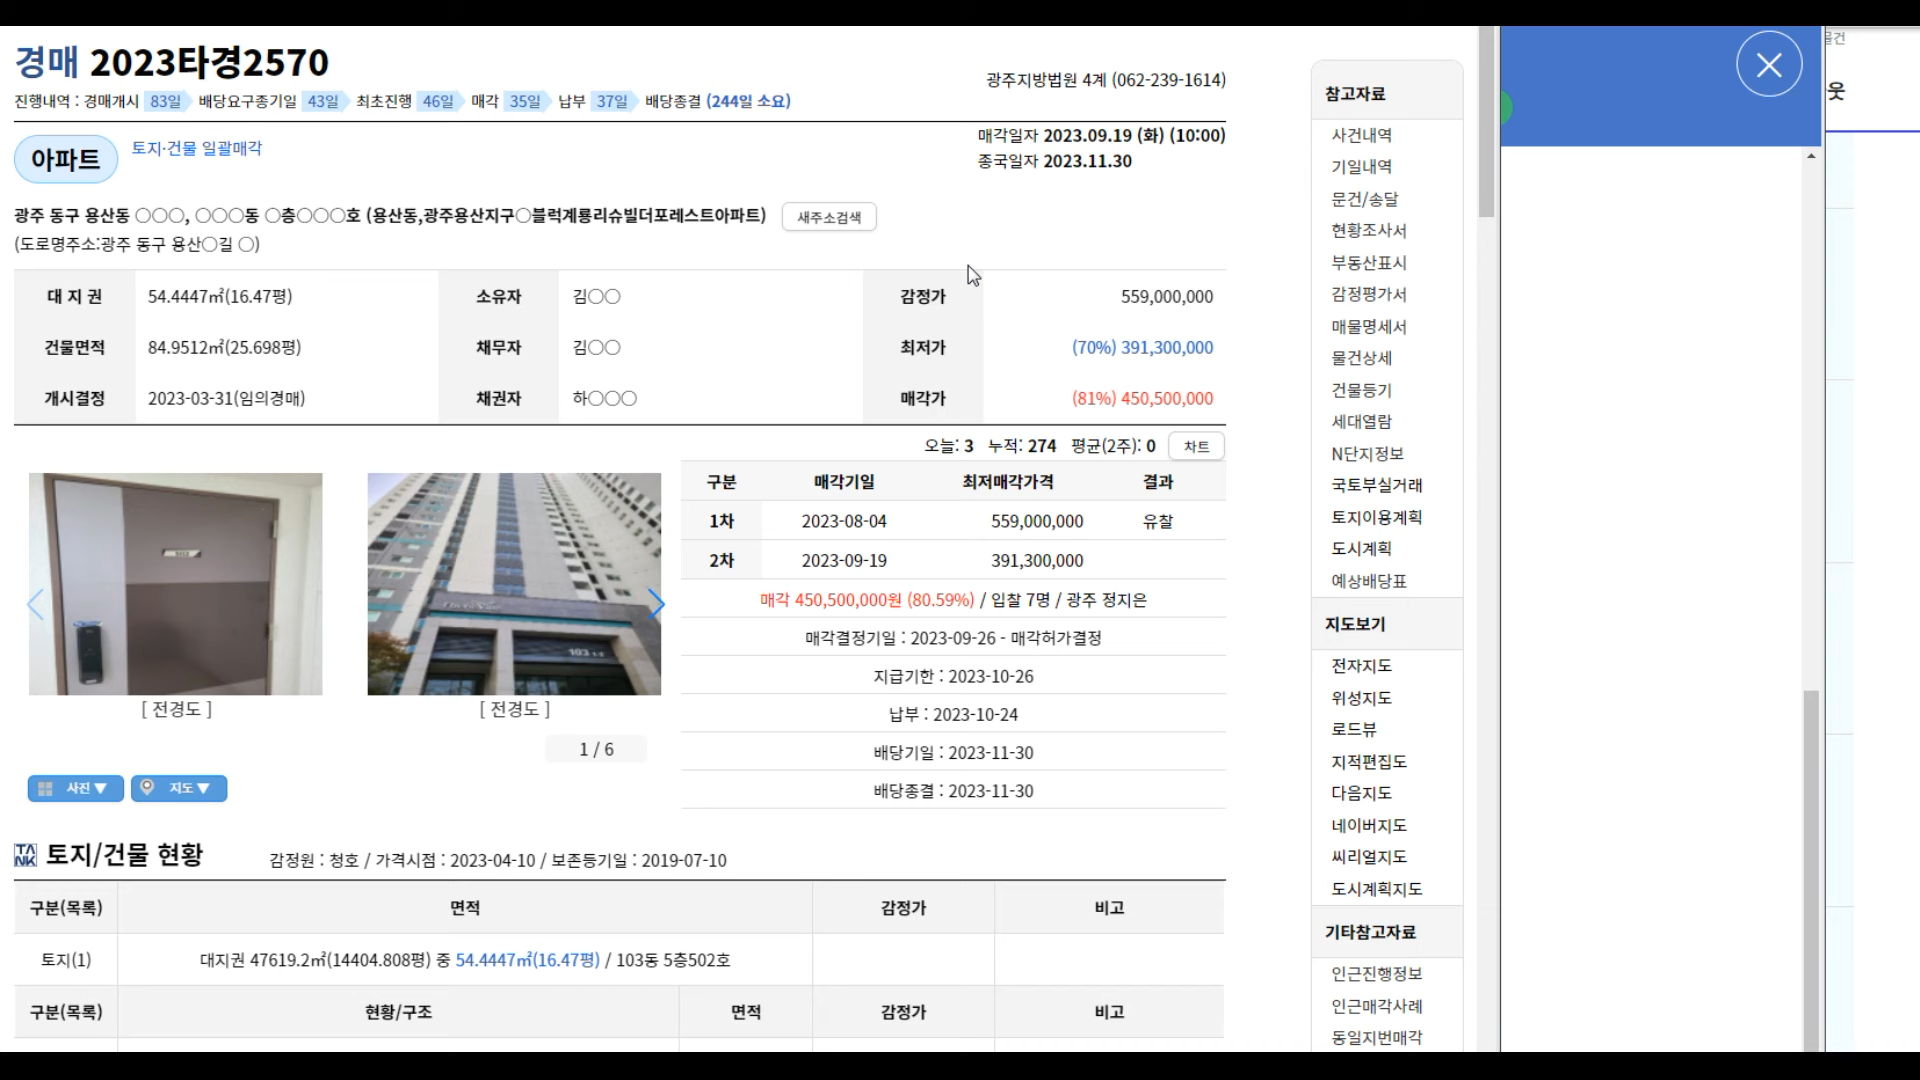 경매 2023타경2570
광주지방법원 4계 (062-239-1614)
진행내역 : 경매개시 83일 배당요구종기일 43일 최초진행 46일 매각 35일 납부 37일 배당종결 (244일 소요)
매각일자 2023.09.19 (화) (10:00)
종국일자 2023.11.30
아파트 토지·건물 일괄매각
광주 동구 용산동 ○○○, ○○○동 ○층○○○호 (용산동,광주용산지구○블럭계룡리슈빌더포레스트아파트) 새주소검색
(도로명주소:광주 동구 용산○길 ○)
대 지 권 54.4447㎡(16.47평) 소유자 김○○ 감정가 559,000,000
건물면적 84.9512㎡(25.698평) 채무자 김○○ 최저가 (70%) 391,300,000
개시결정 2023-03-31(임의경매) 채권자 하○○○ 매각가 (81%) 450,500,000
오늘: 3 누적: 274 평균(2주): 0 차트
구분 매각기일 최저매각가격 결과
1차 2023-08-04 559,000,000 유찰
2차 2023-09-19 391,300,000
매각 450,500,000원 (80.59%) / 입찰 7명 / 광주 정지은
매각결정기일 : 2023-09-26 - 매각허가결정
지급기한 : 2023-10-26
납부 : 2023-10-24
배당기일 : 2023-11-30
배당종결 : 2023-11-30
103
[ 전경도 ] [ 전경도 ]
1 / 6
사진▼ 지도▼
TANK 토지/건물 현황 감정원 : 청호 / 가격시점 : 2023-04-10 / 보존등기일 : 2019-07-10
구분(목록) 면적 감정가 비고
토지(1) 대지권 47619.2㎡(14404.808평) 중 54.4447㎡(16.47평) / 103동 5층502호
구분(목록) 현황/구조 면적 감정가 비고
참고자료
사건내역
기일내역
문건/송달
현황조사서
부동산표시
감정평가서
매물명세서
물건상세
건물등기
세대열람
N단지정보
국토부실거래
토지이용계획
도시계획
예상배당표
지도보기
전자지도
위성지도
로드뷰
지적편집도
다음지도
네이버지도
씨리얼지도
도시계획지도
기타참고자료
인근진행정보
인근매각사례
동일지번매각
물건
웃